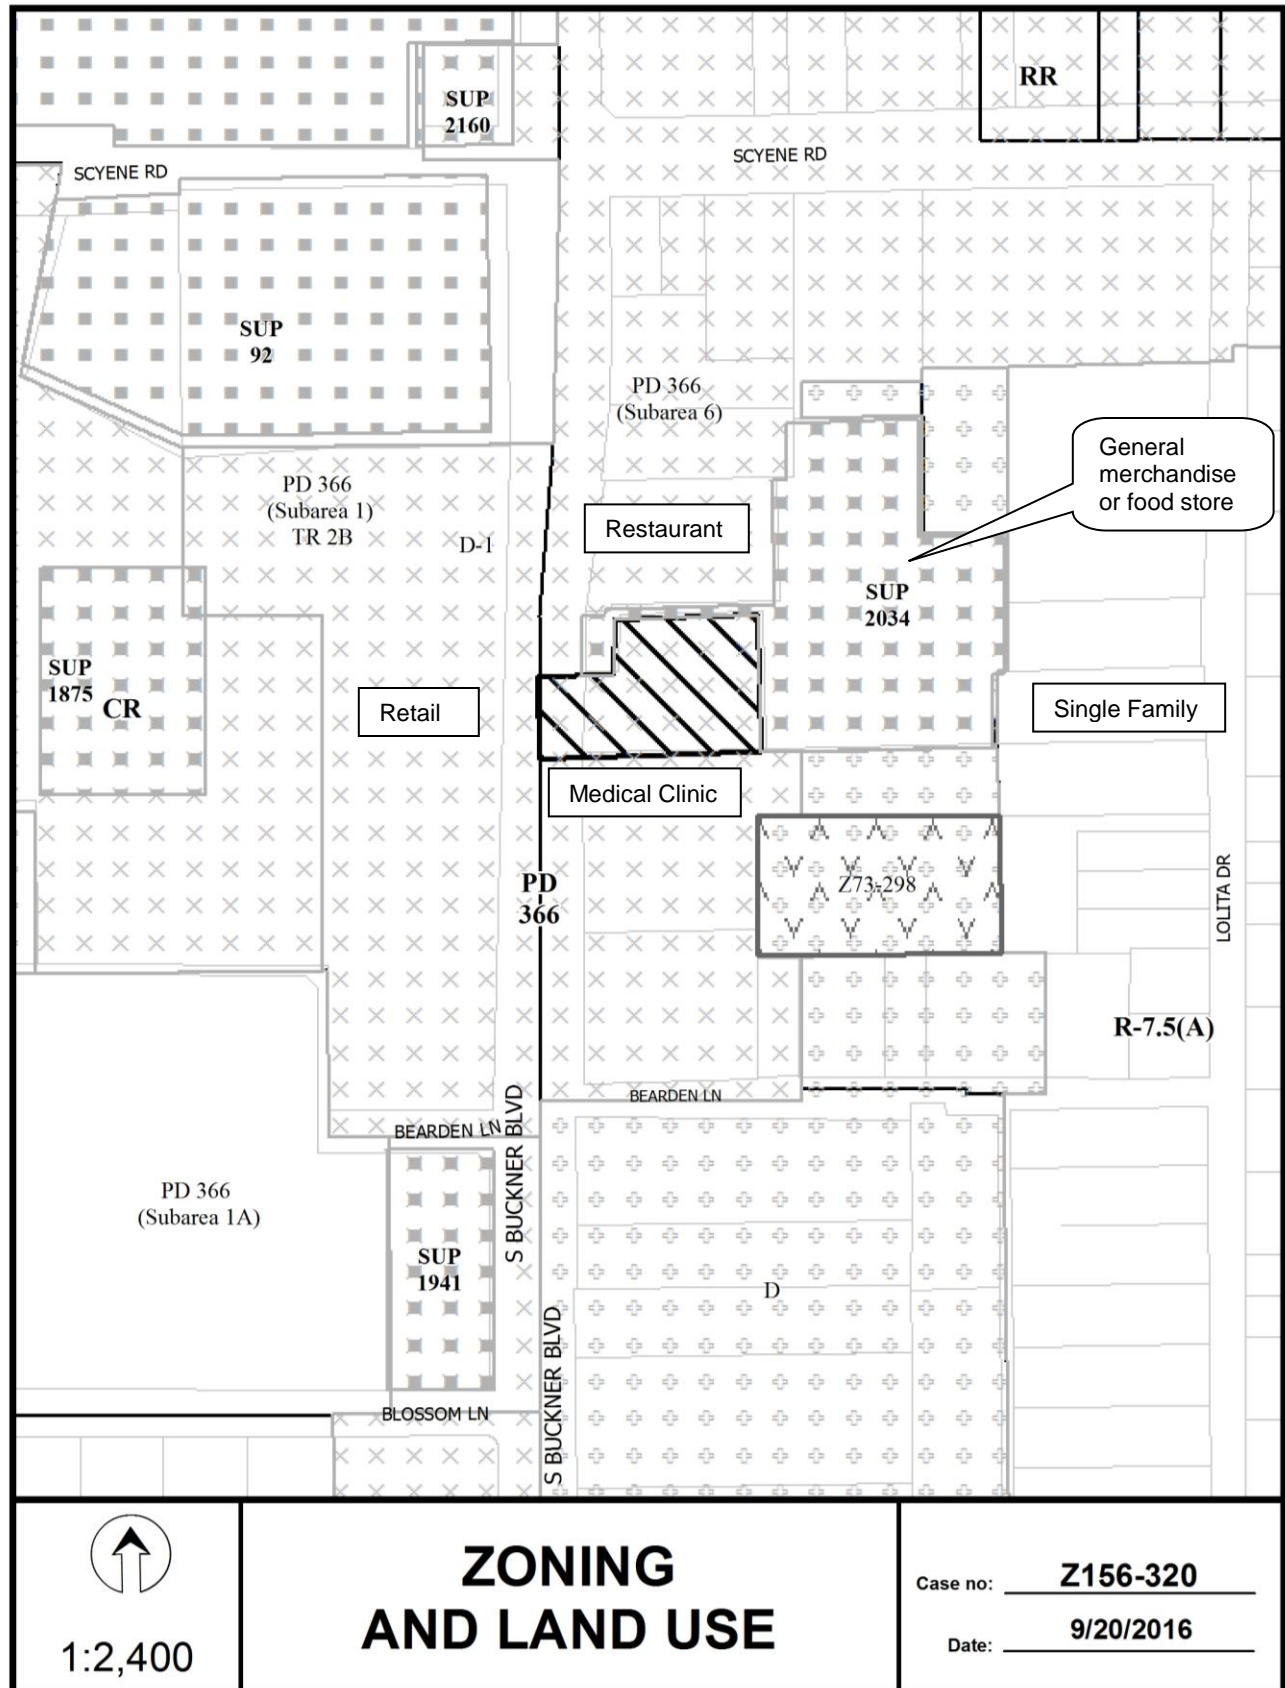 RR
SUP
2160
SCYENE RD
SCYENE RD
SUP
92
PD 366
(Subarea 6)
General
merchandise
or food store
PD 366
(Subarea 1)
TR 2B
D-1
Restaurant
SUP
2034
SUP
1875
CR
Retail
Single Family
Medical Clinic
PD
366
Z73-298
LOLITA DR
R-7.5(A)
BEARDEN LN
BEARDEN LN
S BUCKNER BLVD
PD 366
(Subarea 1A)
SUP
1941
D
S BUCKNER BLVD
BLOSSOM LN
1:2,400
ZONING
AND LAND USE
Case no: Z156-320
Date: 9/20/2016